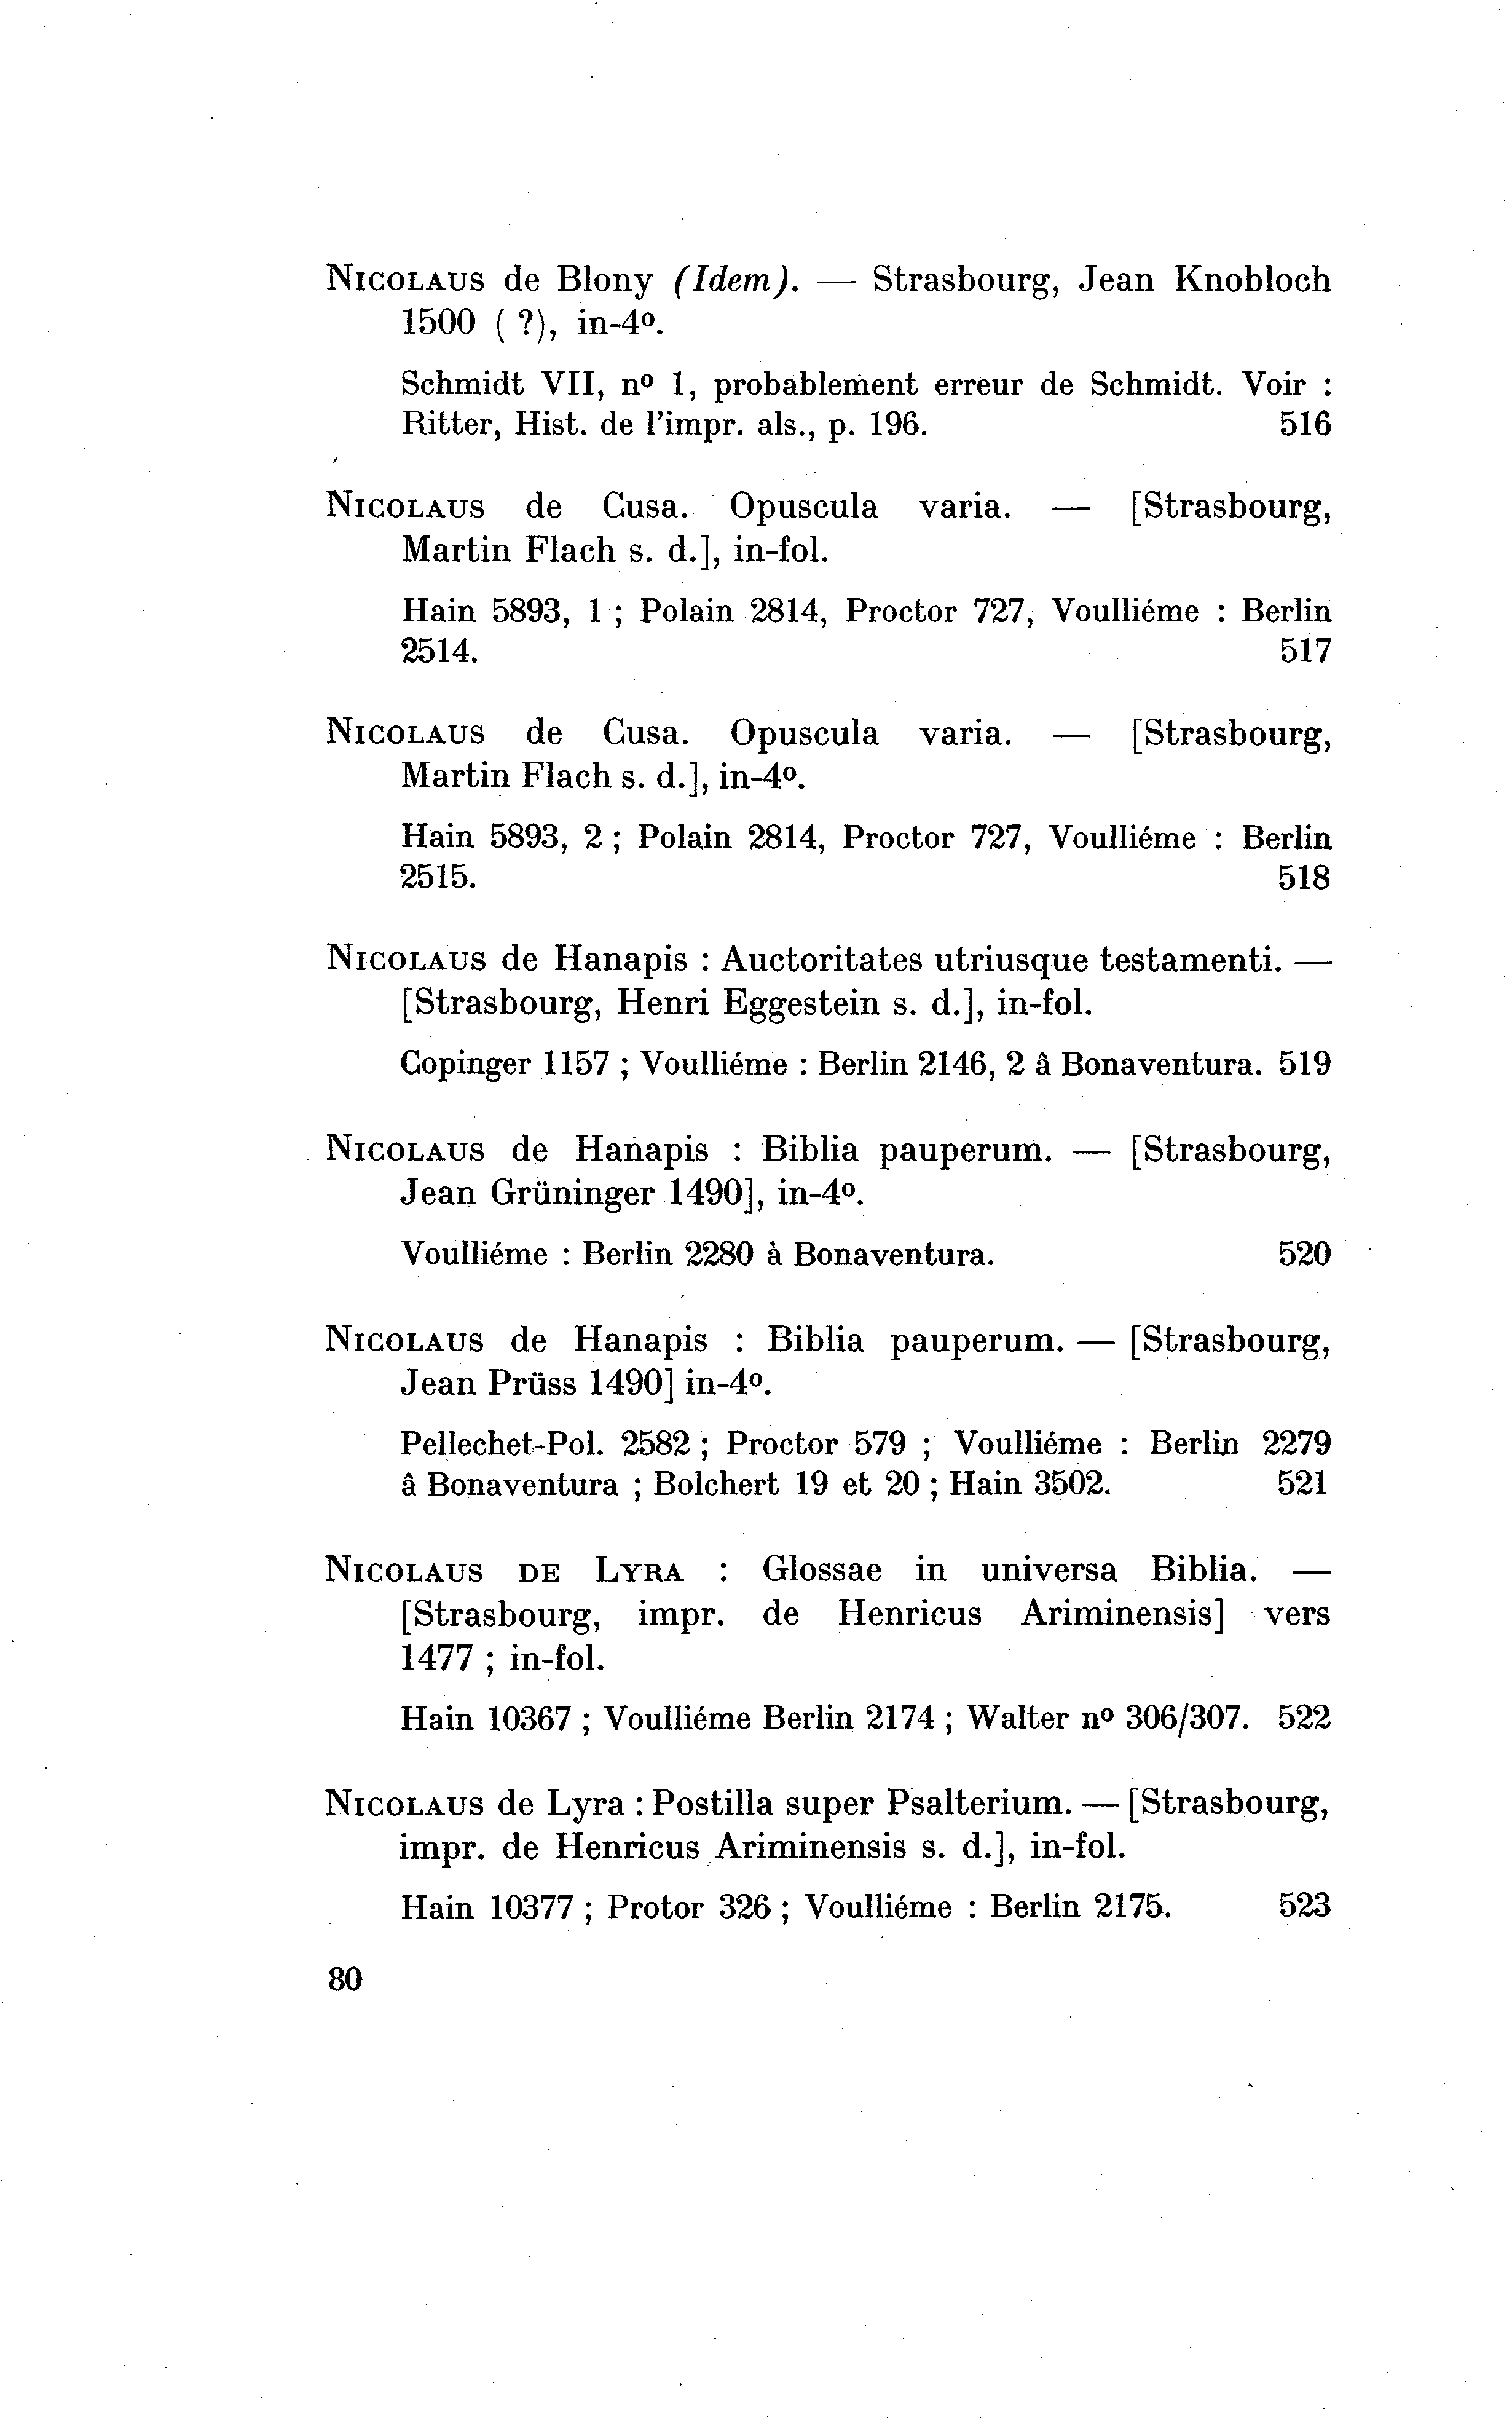 NICOLAUS de Blony (Idem). — Strasbourg, Jean Knobloch
1500 ( ?), in-4º.
Schmidt VII, nº 1, probablement erreur de Schmidt. Voir :
Ritter, Hist. de l'impr. als., p. 196. 516
NICOLAUS de Cusa. Opuscula varia. — [Strasbourg,
Martin Flach s. d.], in-fol.
Hain 5893, 1 ; Polain 2814, Proctor 727, Voulliéme : Berlin
2514. 517
NICOLAUS de Cusa. Opuscula varia. — [Strasbourg,
Martin Flach s. d.], in-4º.
Hain 5893, 2 ; Polain 2814, Proctor 727, Voulliéme : Berlin
2515. 518
NICOLAUS de Hanapis : Auctoritates utriusque testamenti. —
[Strasbourg, Henri Eggestein s. d.], in-fol.
Copinger 1157 ; Voulliéme : Berlin 2146, 2 â Bonaventura. 519
NICOLAUS de Hanapis : Biblia pauperum. — [Strasbourg,
Jean Grüninger 1490], in-4º.
Voulliéme : Berlin 2280 à Bonaventura. 520
NICOLAUS de Hanapis : Biblia pauperum. — [Strasbourg,
Jean Prüss 1490] in-4º.
Pellechet-Pol. 2582 ; Proctor 579 ; Voulliéme : Berlin 2279
â Bonaventura ; Bolchert 19 et 20 ; Hain 3502. 521
NICOLAUS DE LYRA : Glossae in universa Biblia. —
[Strasbourg, impr. de Henricus Ariminensis] vers
1477 ; in-fol.
Hain 10367 ; Voulliéme Berlin 2174 ; Walter nº 306/307. 522
NICOLAUS de Lyra : Postilla super Psalterium. — [Strasbourg,
impr. de Henricus Ariminensis s. d.], in-fol.
Hain 10377 ; Protor 326 ; Voulliéme : Berlin 2175. 523
80